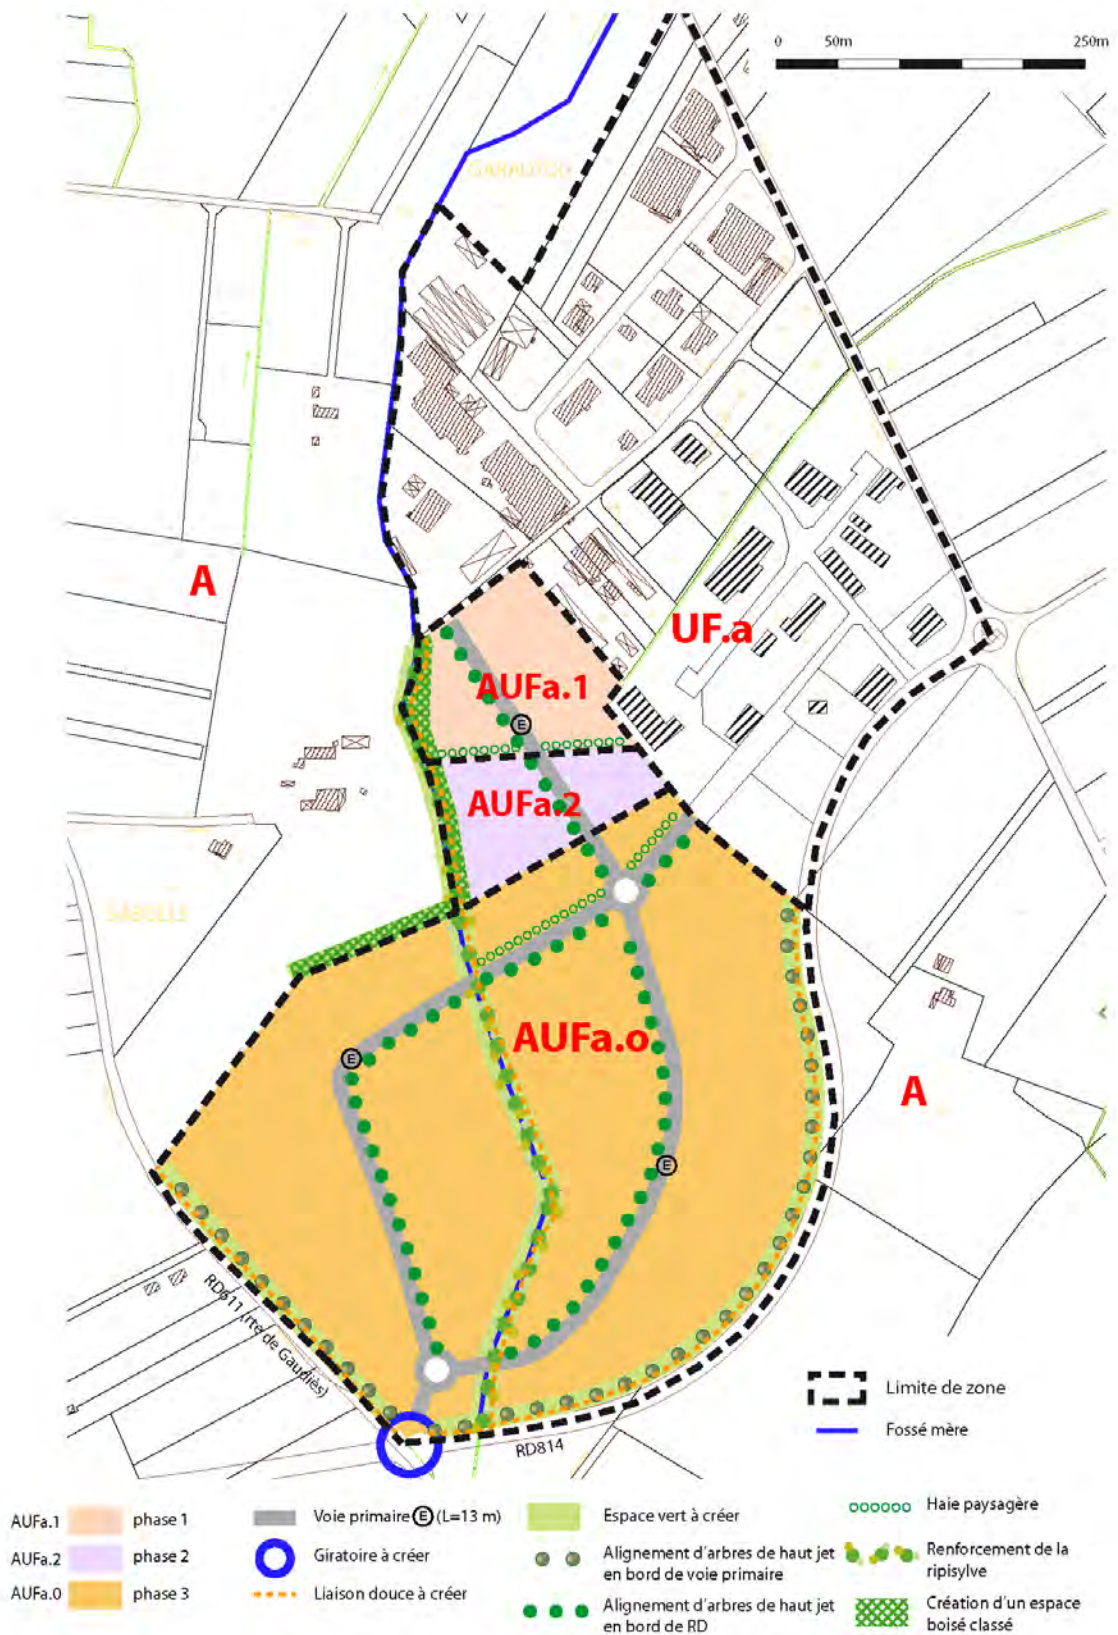 0 50m 250m
GARAUTOU
A
UF.a
AUFa.1
E
AUFa.2
AUFa.o
E
A
E
RD611 (rte de Gaudiès)
RD814
Limite de zone
Fossé mère
AUFa.1 phase 1
AUFa.2 phase 2
AUFa.0 phase 3
Voie primaire E (L=13 m)
Giratoire à créer
Liaison douce à créer
Espace vert à créer
Alignement d'arbres de haut jet
en bord de voie primaire
Alignement d'arbres de haut jet
en bord de RD
Haie paysagère
Renforcement de la
ripisylve
Création d'un espace
boisé classé